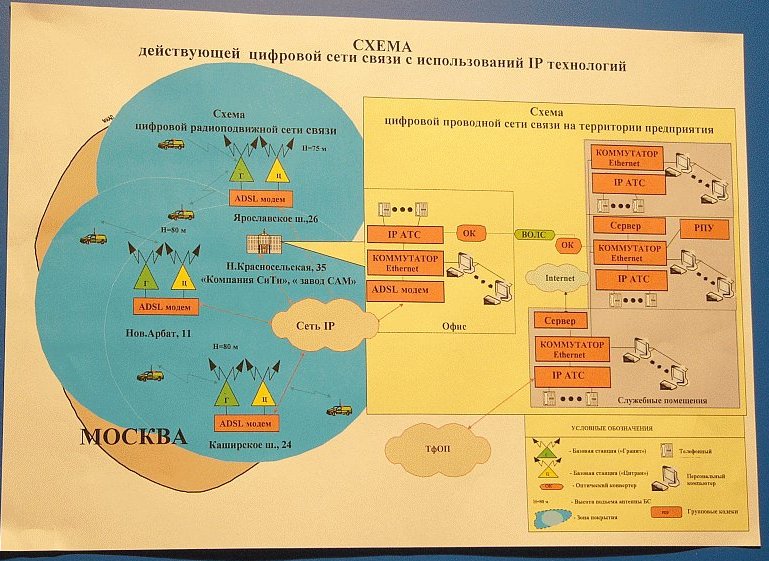 СХЕМА
действующей цифровой сети связи с использований IP технологий
Схема
цифровой радиоподвижной сети связи
H=75 м
Г
Ц
ADSL модем
Ярославское ш.,26
H=80 м
Г
Ц
ADSL модем
Нов.Арбат, 11
Н.Красносельская, 35
«Компания СиТи», « завод САМ»
Сеть IP
H=80 м
Г
Ц
ADSL модем
Каширское ш., 24
МОСКВА
Схема
цифровой проводной сети связи на территории предприятия
IP АТС
КОММУТАТОР
Ethernet
ADSL модем
Офис
ОК
ВОЛС
ОК
Internet
КОММУТАТОР
Ethernet
IP АТС
Сервер
РПУ
КОММУТАТОР
Ethernet
IP АТС
Сервер
КОММУТАТОР
Ethernet
IP АТС
Служебные помещения
ТфОП
УСЛОВНЫЕ ОБОЗНАЧЕНИЯ
Г
- Базовая станция («Гранит»)
Телефонный
Ц
- Базовая станция («Цитрин»)
Персональный
компьютер
ОК
- Оптический конвертор
H=80 м
- Высота подъема антенны БС
- Зона покрытия
Групповые кодеки